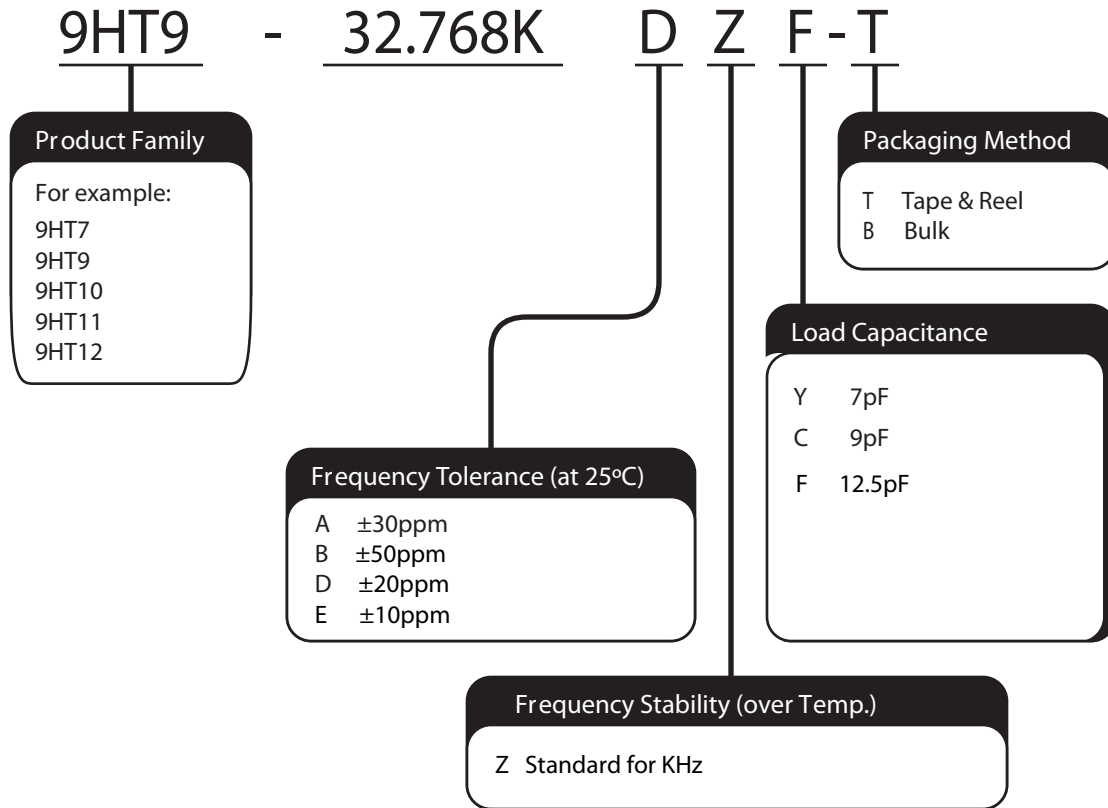 9HT9 - 32.768K D Z F - T
Product Family
For example:
9HT7
9HT9
9HT10
9HT11
9HT12
Packaging Method
T Tape & Reel
B Bulk
Load Capacitance
Y 7pF
C 9pF
F 12.5pF
Frequency Tolerance (at 25ºC)
A ±30ppm
B ±50ppm
D ±20ppm
E ±10ppm
Frequency Stability (over Temp.)
Z Standard for KHz